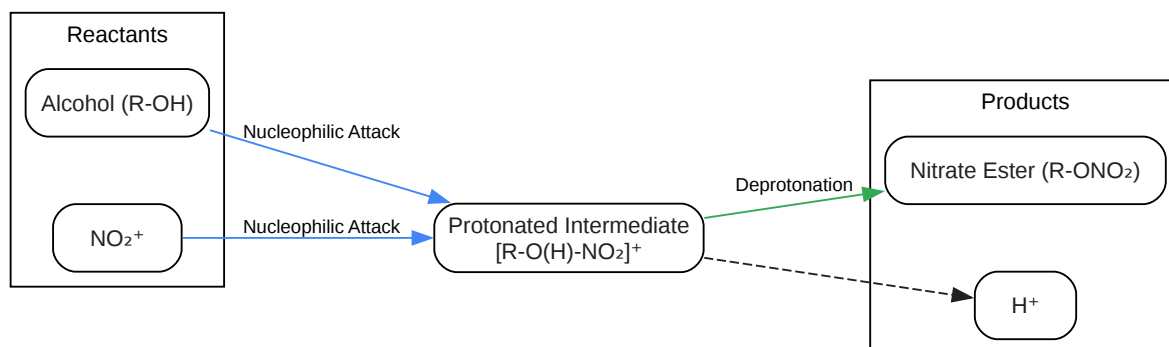 Reactants
Alcohol (R-OH)
Nucleophilic Attack
NO₂⁺
Nucleophilic Attack
Protonated Intermediate
[R-O(H)-NO₂]⁺
Deprotonation
Products
Nitrate Ester (R-ONO₂)
H⁺